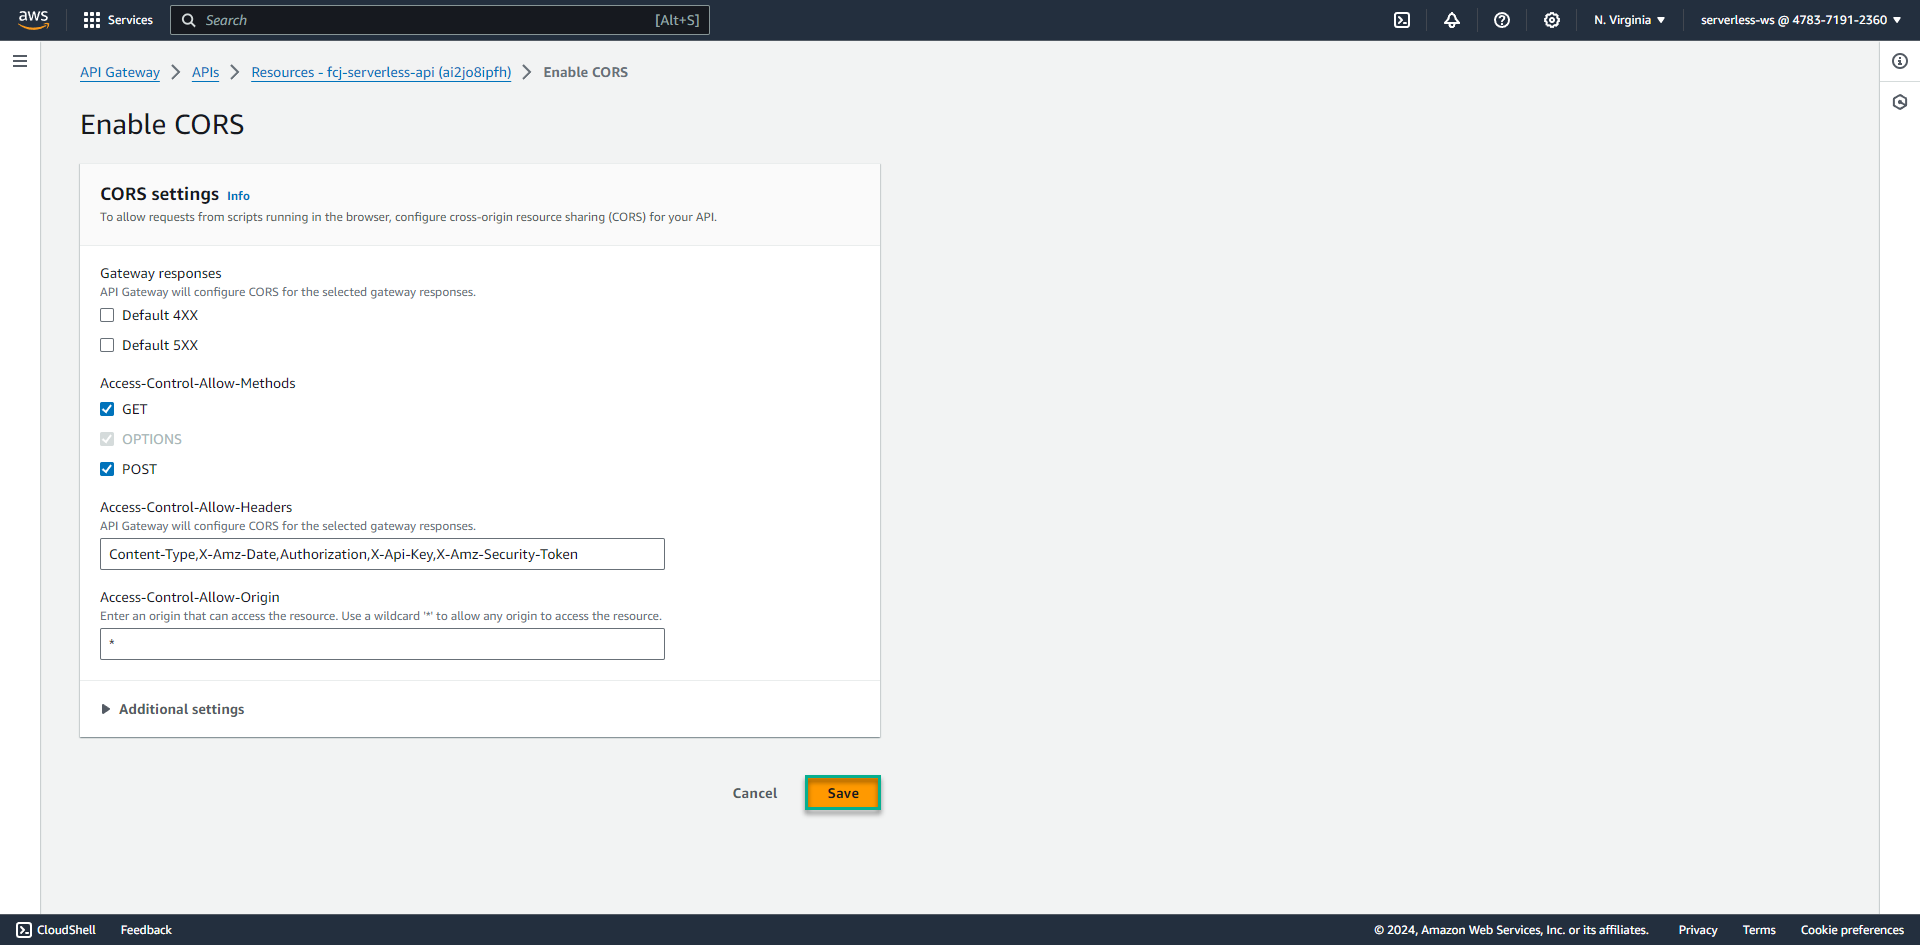 aws Services Search [Alt+S] N. Virginia serverless-ws @ 4783-7191-2360
API Gateway APIs Resources - fcj-serverless-api (ai2jo8ipfh) Enable CORS
Enable CORS
CORS settings Info
To allow requests from scripts running in the browser, configure cross-origin resource sharing (CORS) for your API.
Gateway responses
API Gateway will configure CORS for the selected gateway responses.
Default 4XX
Default 5XX
Access-Control-Allow-Methods
GET
OPTIONS
POST
Access-Control-Allow-Headers
API Gateway will configure CORS for the selected gateway responses.
Content-Type,X-Amz-Date,Authorization,X-Api-Key,X-Amz-Security-Token
Access-Control-Allow-Origin
Enter an origin that can access the resource. Use a wildcard '*' to allow any origin to access the resource.
*
Additional settings
Cancel Save
CloudShell Feedback © 2024, Amazon Web Services, Inc. or its affiliates. Privacy Terms Cookie preferences